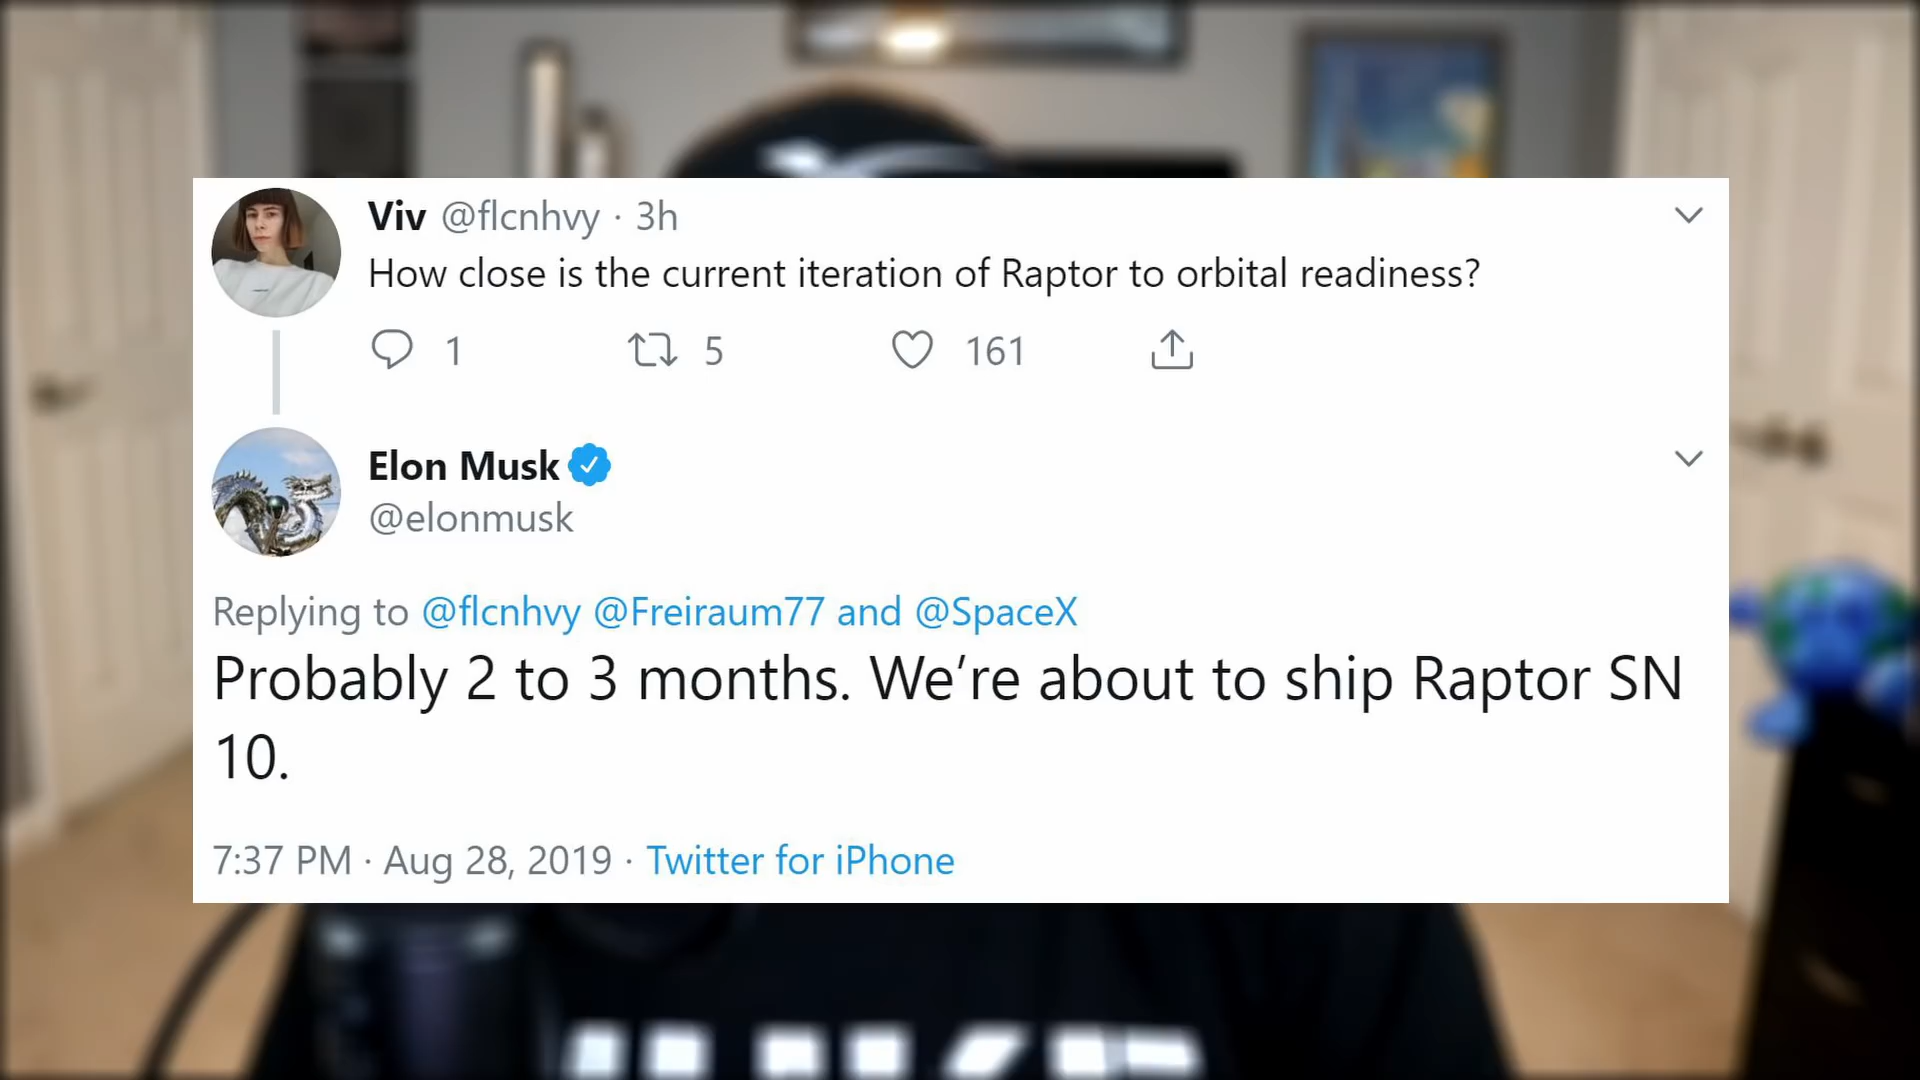 Viv @flcnhvy · 3h
How close is the current iteration of Raptor to orbital readiness?
1 5 161
Elon Musk
@elonmusk
Replying to @flcnhvy @Freiraum77 and @SpaceX
Probably 2 to 3 months. We’re about to ship Raptor SN
10.
7:37 PM · Aug 28, 2019 · Twitter for iPhone